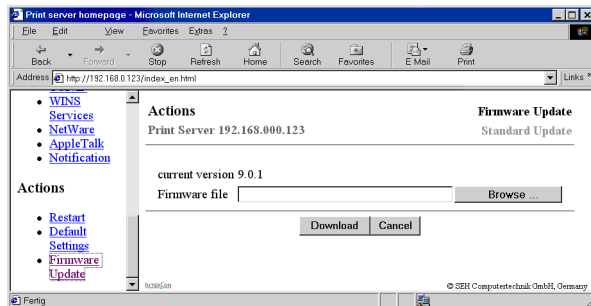 Print server homepage - Microsoft Internet Explorer
File Edit View Favorites Extras ?
Back Forward Stop Refresh Home Search Favorites E Mail Print
Address http://192.168.0.123/index_en.html Links
WINS
Services
NetWare
AppleTalk
Notification
Actions
Restart
Default
Settings
Firmware
Update
Actions Firmware Update
Print Server 192.168.000.123 Standard Update
current version 9.0.1
Firmware file Browse ...
Download Cancel
INTERCON © SEH Computertechnik GmbH, Germany
Fertig